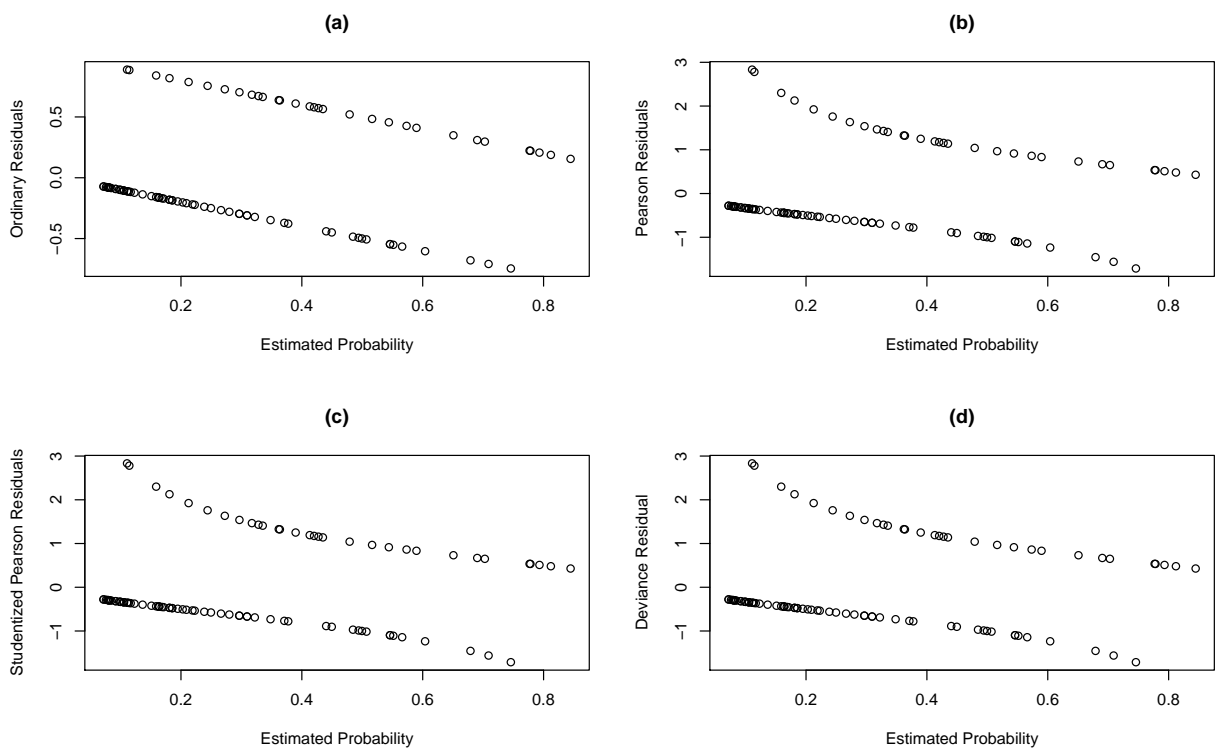 (a)
Ordinary Residuals
0.5
0.0
−0.5
0.2 0.4 0.6 0.8
Estimated Probability
(b)
Pearson Residuals
3
2
1
0
−1
0.2 0.4 0.6 0.8
Estimated Probability
(c)
Studentized Pearson Residuals
3
2
1
0
−1
0.2 0.4 0.6 0.8
Estimated Probability
(d)
Deviance Residual
3
2
1
0
−1
0.2 0.4 0.6 0.8
Estimated Probability